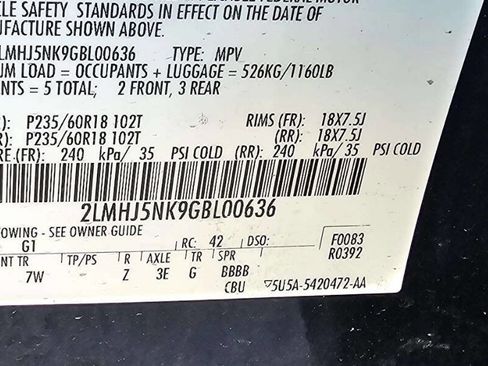 SAFETY STANDARDS IN EFFECT ON THE DATE OF
SHOWN ABOVE.
LMHJ5NK9GBL00636 TYPE: MPV
UM LOAD = OCCUPANTS + LUGGAGE = 526KG/1160LB
ANTS = 5 TOTAL; 2 FRONT, 3 REAR
): P235/60R18 102T RIMS (FR): 18X7.5J
): P235/60R18 102T (RR): 18X7.5J
RE (FR): 240 kPa/ 35 PSI COLD (RR): 240 kPa/ 35 PSI COLD
2LMHJ5NK9GBL00636
OWING - SEE OWNER GUIDE
G1 RC: 42 DSO: F0083
NT TR TP/PS R AXLE TR SPR R0392
7W Z 3E G BBBB
CBU 5U5A-5420472-AA